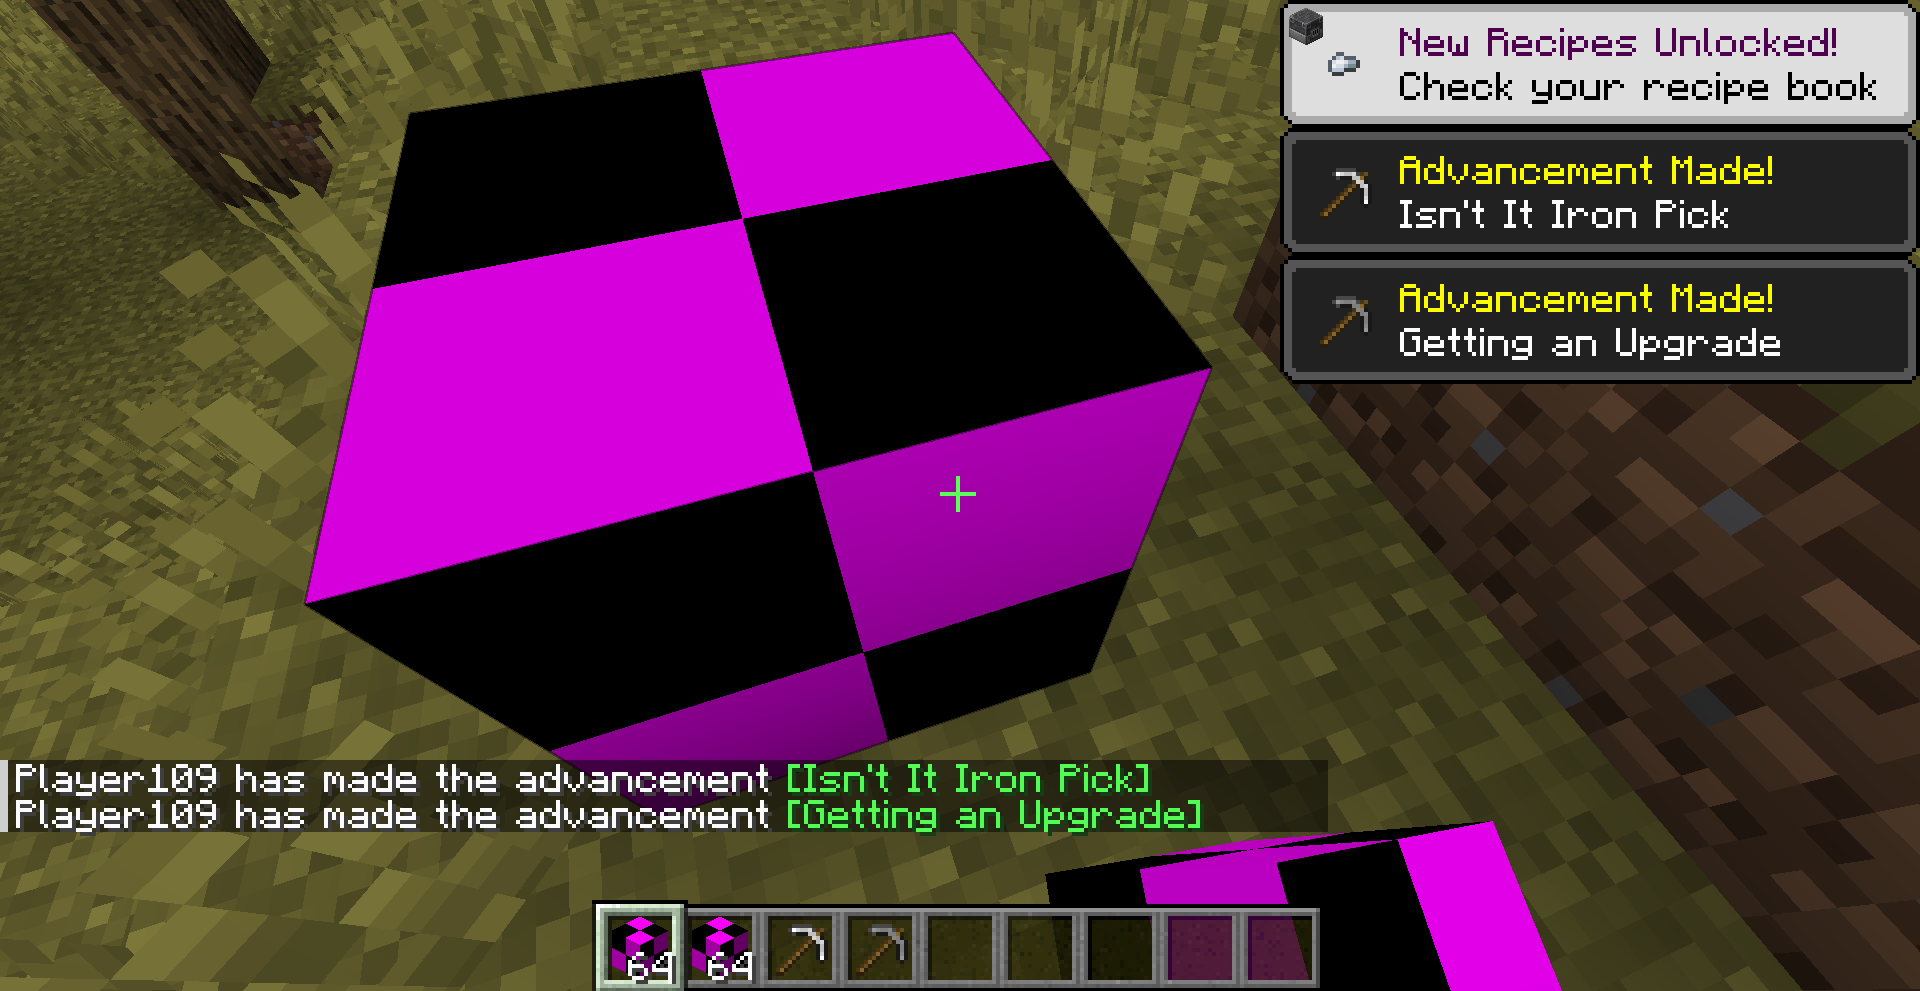 New Recipes Unlocked!
Check your recipe book
Advancement Made!
Isn't It Iron Pick
Advancement Made!
Getting an Upgrade
Player109 has made the advancement [Isn't It Iron Pick]
Player109 has made the advancement [Getting an Upgrade]
64 64